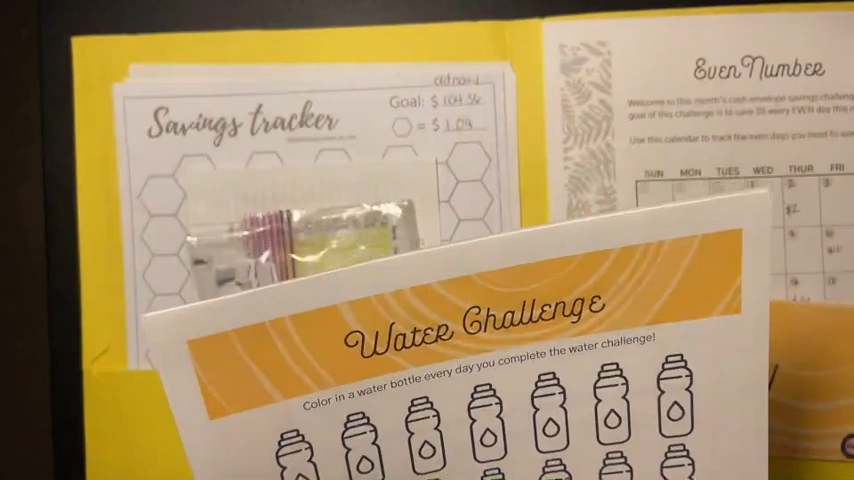 Savings tracker
Goal: $ 104.56
= $ 1.04
Even Number
Welcome to this month's cash envelope savings challenge
goal of this challenge is to save $5 every EVEN day this
Use this calendar to track the even days you need to
SUN MON TUES WED THUR FRI
$2
Water Challenge
Color in a water bottle every day you complete the water challenge!